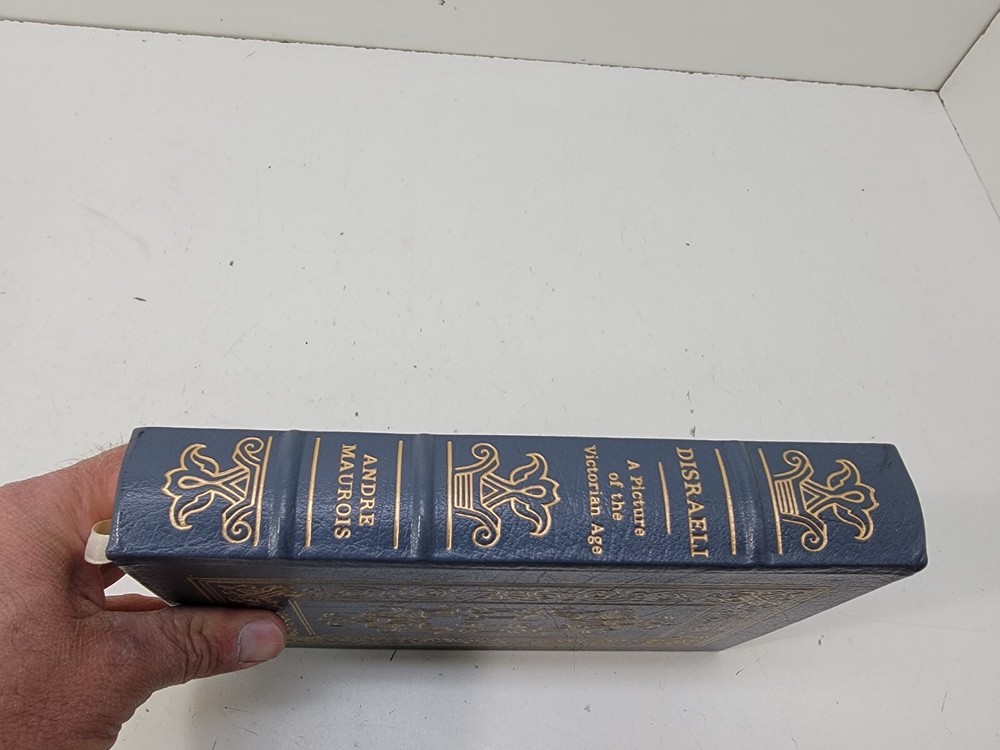 DISRAELI
A Picture
of the
Victorian Age
ANDRE
MAUROIS